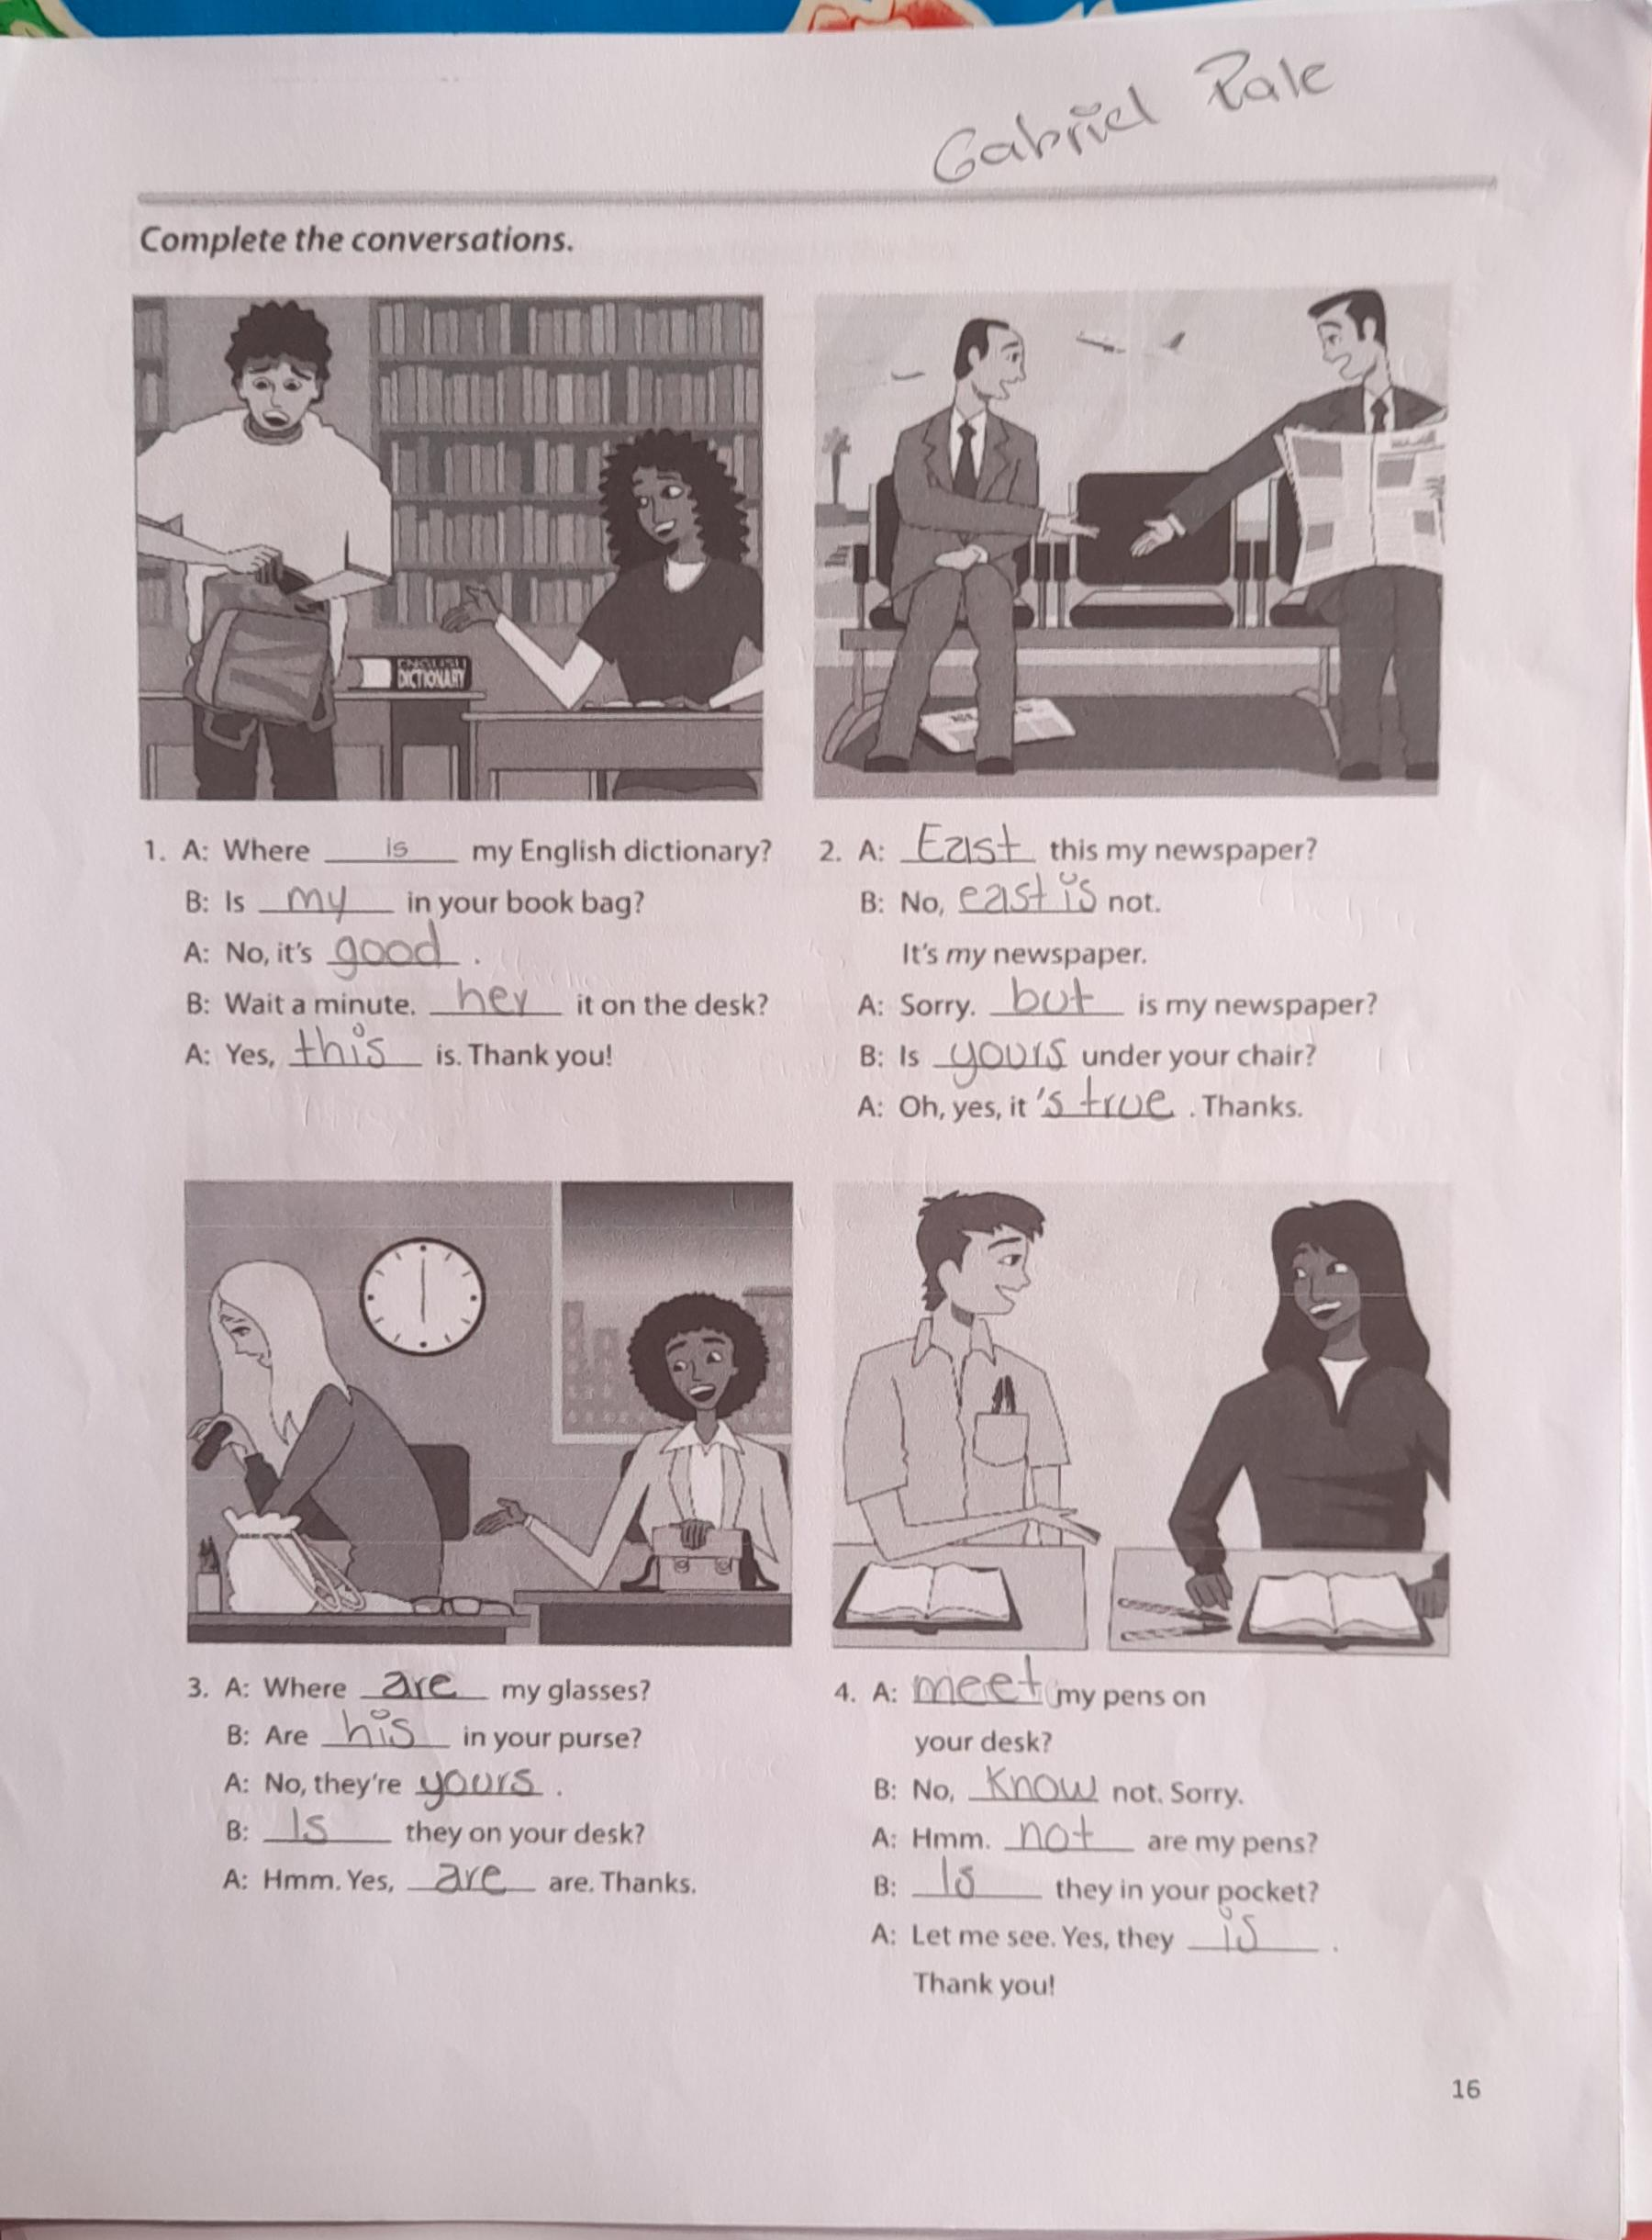 Gabriel Pale
Complete the conversations.
ENGLISH
DICTIONARY
1. A: Where is my English dictionary?
B: Is my in your book bag?
A: No, it's good.
B: Wait a minute. her it on the desk?
A: Yes, this is. Thank you!
2. A: East this my newspaper?
B: No, east is not.
It's my newspaper.
A: Sorry. but is my newspaper?
B: Is yours under your chair?
A: Oh, yes, it 's true. Thanks.
3. A: Where are my glasses?
B: Are his in your purse?
A: No, they're yours.
B: Is they on your desk?
A: Hmm. Yes, are are. Thanks.
4. A: meet my pens on
your desk?
B: No, know not. Sorry.
A: Hmm. not are my pens?
B: Is they in your pocket?
A: Let me see. Yes, they is.
Thank you!
16